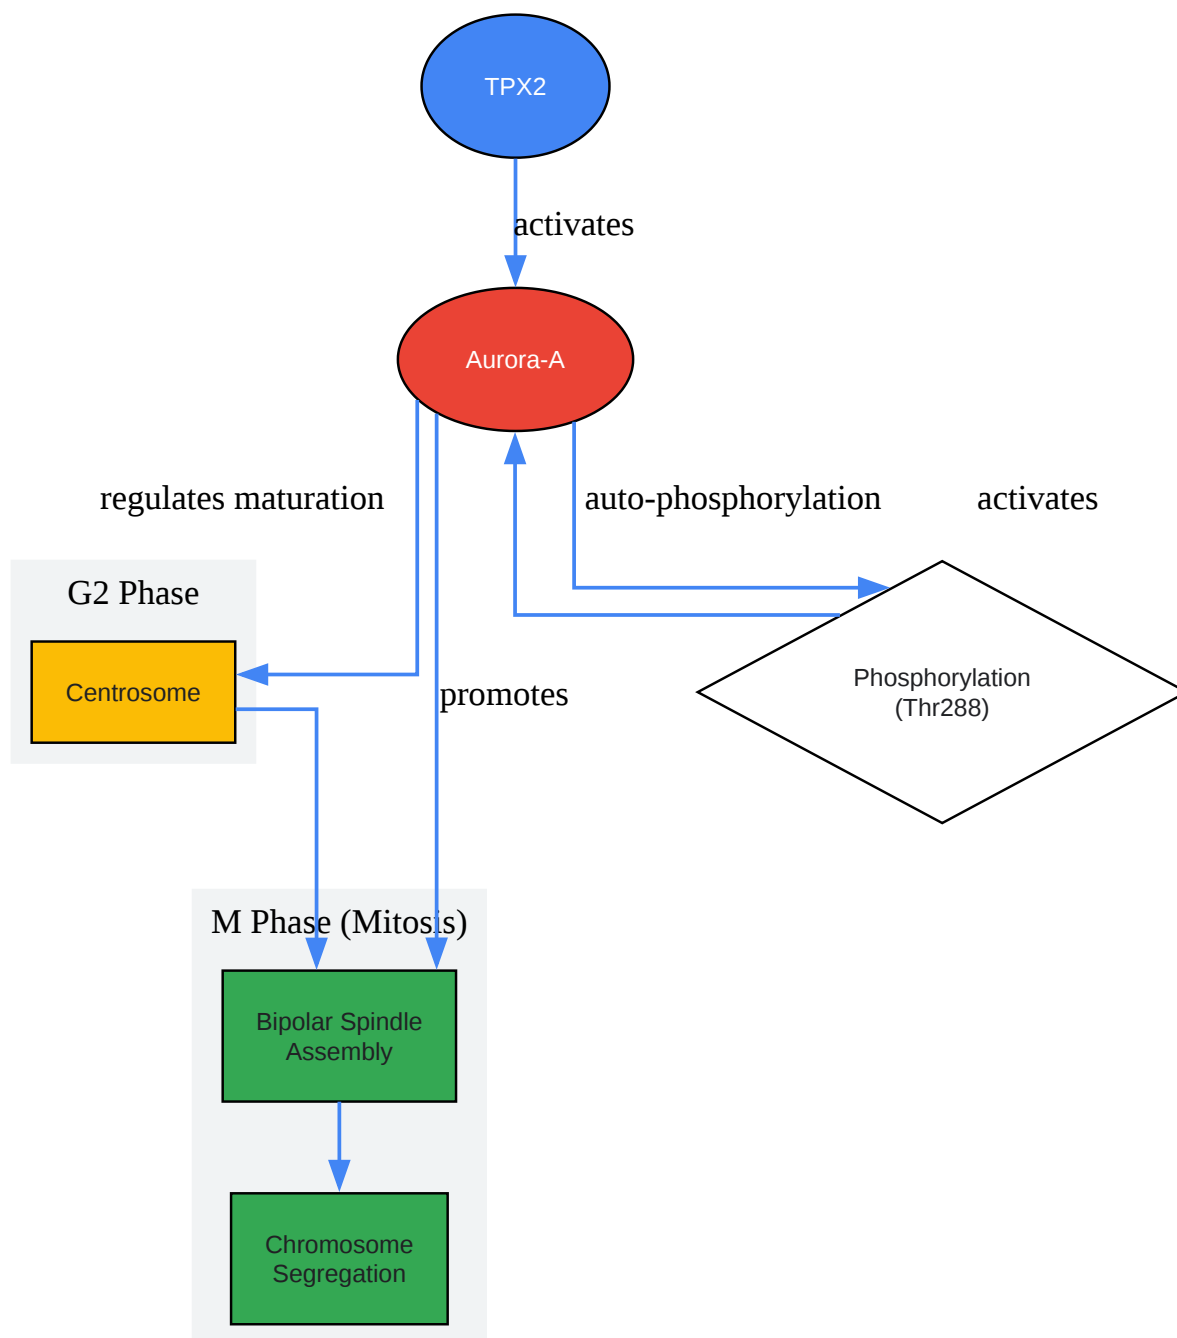 TPX2
activates
Aurora-A
regulates maturation
auto-phosphorylation
activates
G2 Phase
Centrosome
promotes
Phosphorylation
(Thr288)
M Phase (Mitosis)
Bipolar Spindle
Assembly
Chromosome
Segregation